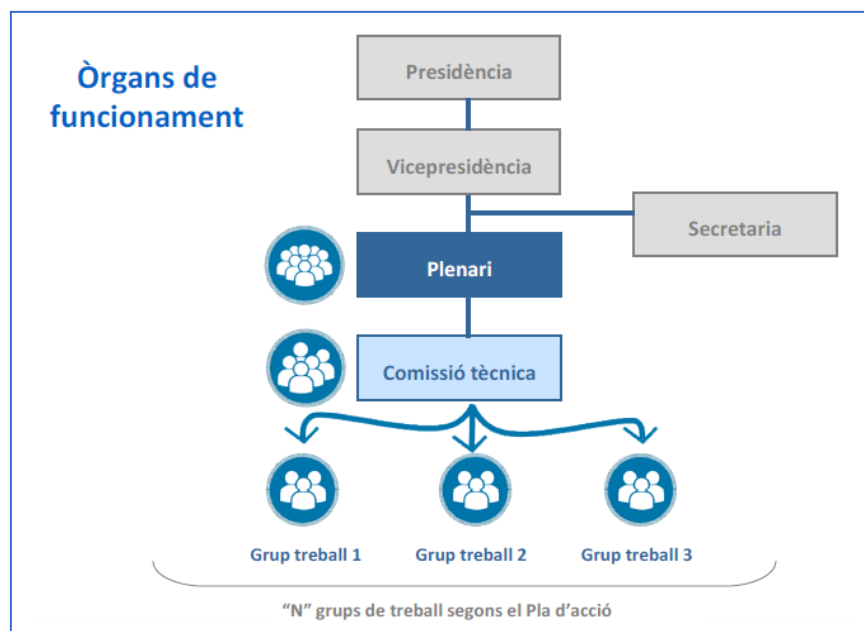 Òrgans de
funcionament
Presidència
Vicepresidència
Secretaria
Plenari
Comissió tècnica
Grup treball 1
Grup treball 2
Grup treball 3
“N” grups de treball segons el Pla d’acció